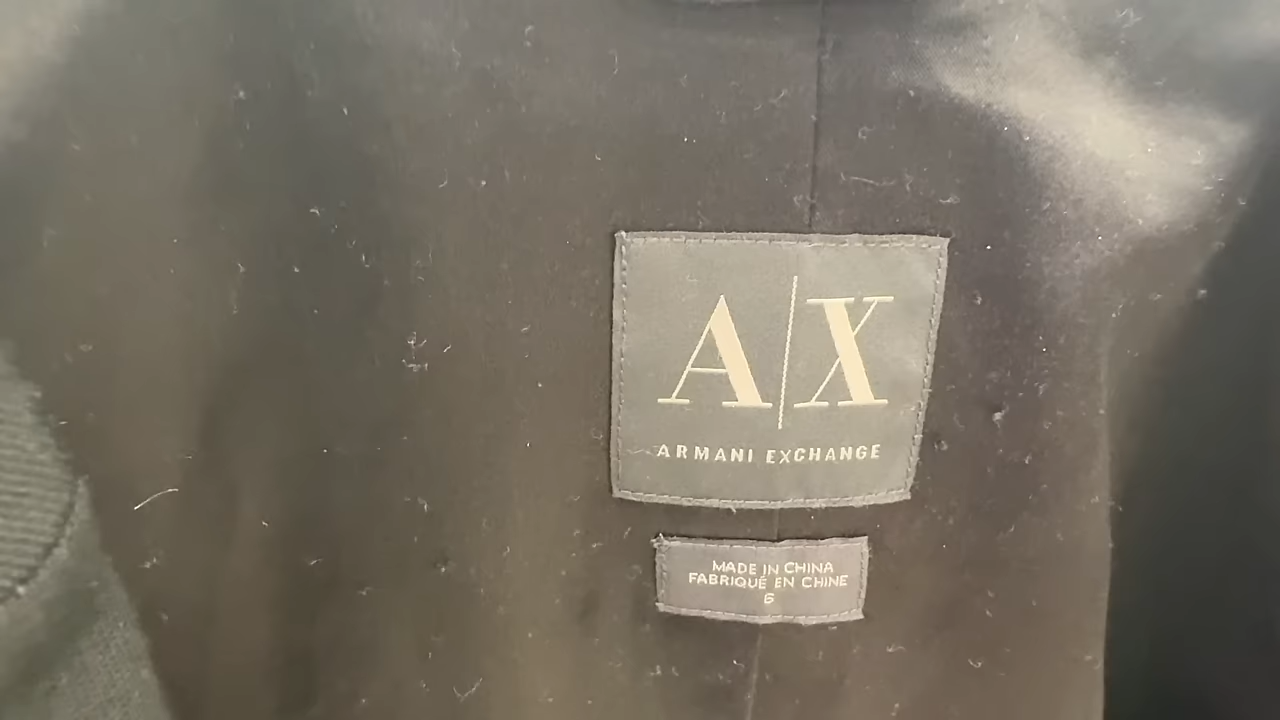 A|X
ARMANI EXCHANGE
MADE IN CHINA
FABRIQUÉ EN CHINE
6